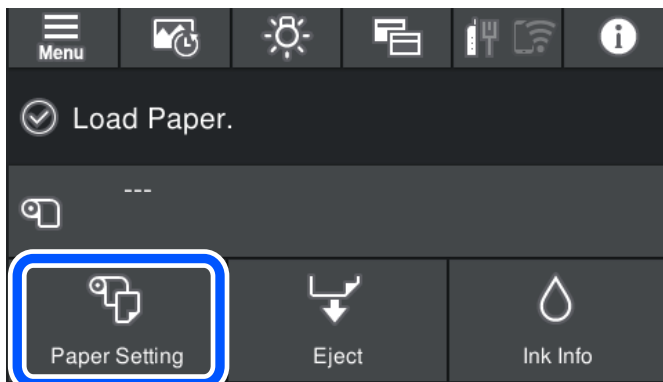 Menu
Load Paper.
---
Paper Setting
Eject
Ink Info